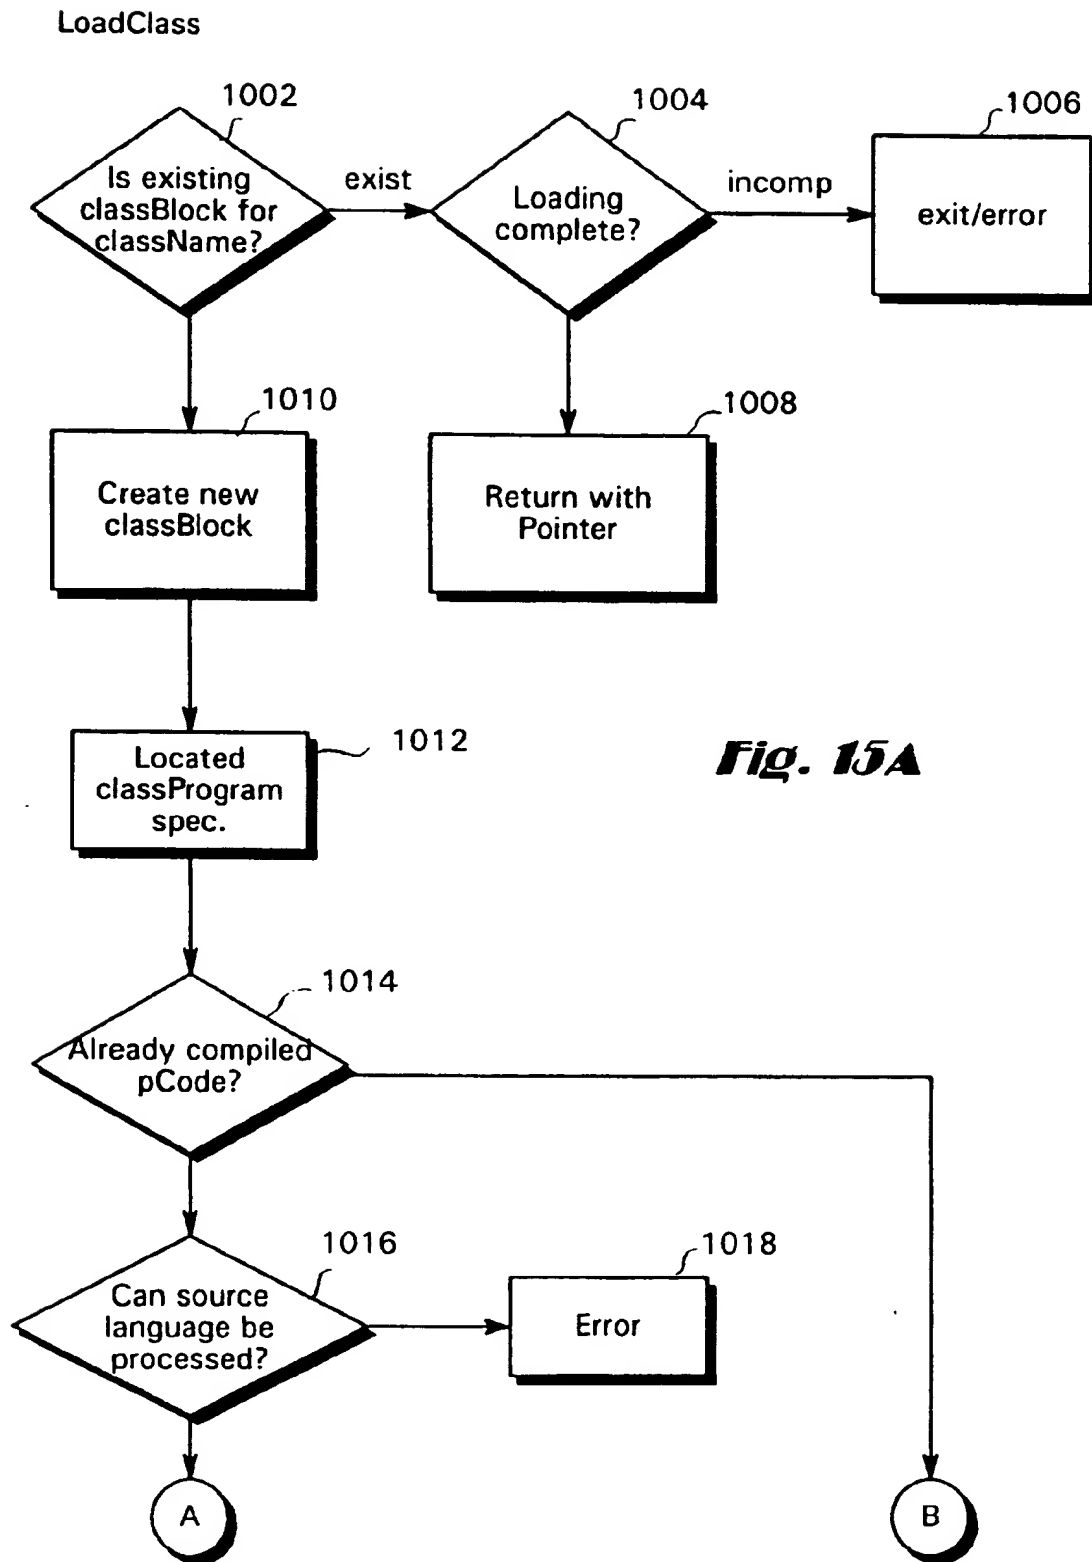 LoadClass
1002
1004
1006
Is existing
classBlock for
className?
exist
Loading
complete?
incomp
exit/error
1010
1008
Create new
classBlock
Return with
Pointer
1012
Located
classProgram
spec.
Fig. 15A
1014
Already compiled
pCode?
1016
1018
Can source
language be
processed?
Error
A
B